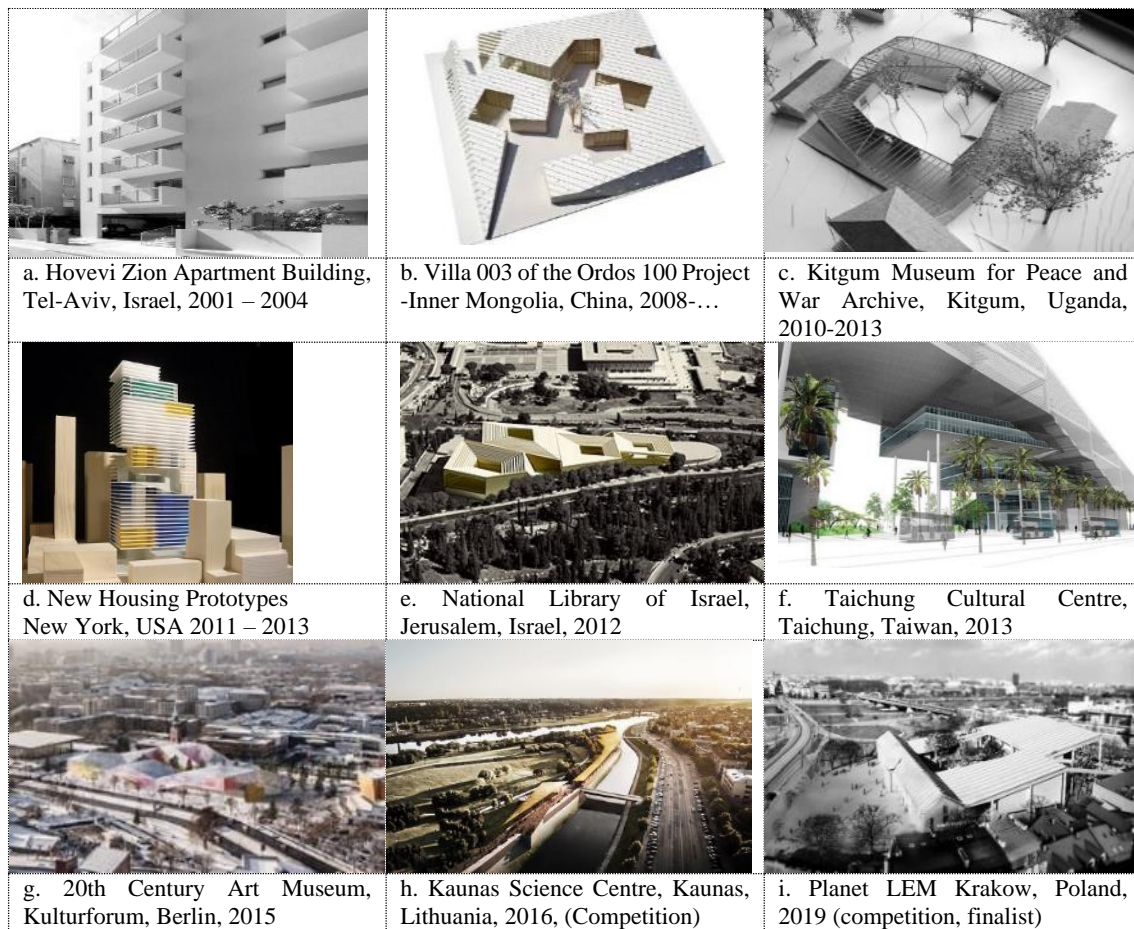 a. Hovevi Zion Apartment Building,
Tel-Aviv, Israel, 2001 – 2004
b. Villa 003 of the Ordos 100 Project
-Inner Mongolia, China, 2008-…
c. Kitgum Museum for Peace and
War Archive, Kitgum, Uganda,
2010-2013
d. New Housing Prototypes
New York, USA 2011 – 2013
e. National Library of Israel,
Jerusalem, Israel, 2012
f. Taichung Cultural Centre,
Taichung, Taiwan, 2013
g. 20th Century Art Museum,
Kulturforum, Berlin, 2015
h. Kaunas Science Centre, Kaunas,
Lithuania, 2016, (Competition)
i. Planet LEM Krakow, Poland,
2019 (competition, finalist)